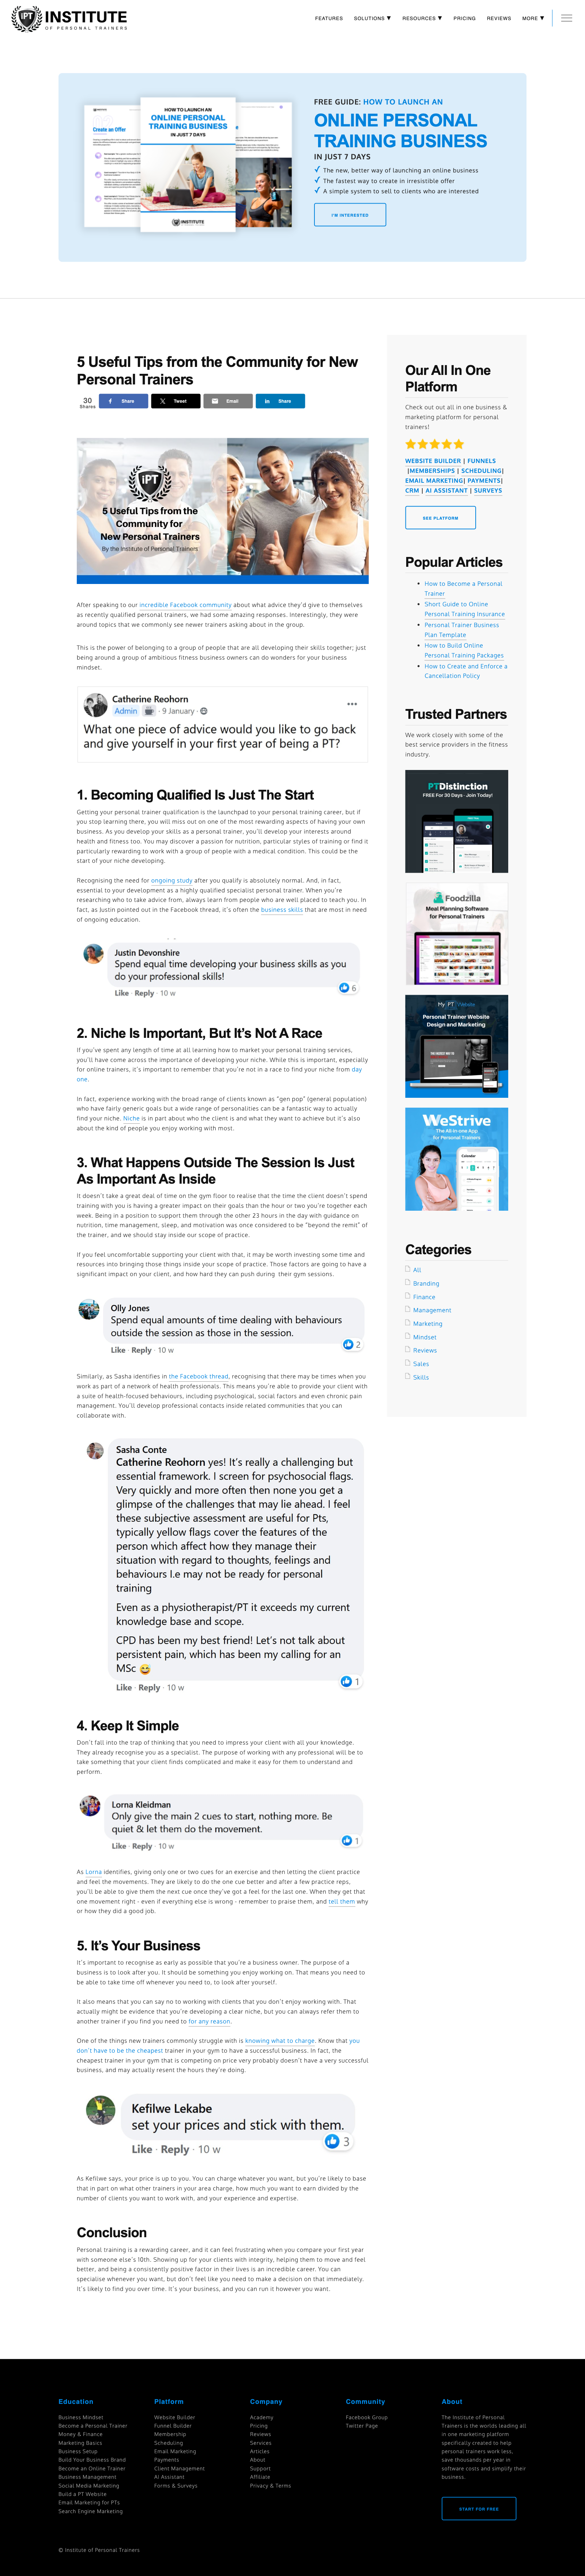 IPT INSTITUTE
OF PERSONAL TRAINERS
FEATURES SOLUTIONS ▼ RESOURCES ▼ PRICING REVIEWS MORE ▼
HOW TO LAUNCH AN
ONLINE PERSONAL
TRAINING BUSINESS
IN JUST 7 DAYS
Create an Offer
INSTITUTE
FREE GUIDE: HOW TO LAUNCH AN
ONLINE PERSONAL
TRAINING BUSINESS
IN JUST 7 DAYS
The new, better way of launching an online business
The fastest way to create in irresistible offer
A simple system to sell to clients who are interested
I'M INTERESTED
5 Useful Tips from the Community for New
Personal Trainers
30
Shares
Share
Tweet
Email
Share
IPT
5 Useful Tips from the
Community for
New Personal Trainers
By the Institute of Personal Trainers
After speaking to our incredible Facebook community about what advice they'd give to themselves
as recently qualified personal trainers, we had some amazing responses. Interestingly, there were
around topics that we commonly see newer trainers asking about in the group.
This is the power of belonging to a group of people that are all developing this skills together; just
being among a group of other fitness business owners can do wonders for your business
mindset.
Catherine Reohorn
Admin · 9 January ·
What one piece of advice would you like to go back
and give yourself in your first year of being a PT?
1. Becoming Qualified Is Just The Start
Getting your personal trainer qualification is the launchpad to your personal training career, but if
you stop learning there, you will miss out on one of the most rewarding aspects of having your own
business. As you develop your skills as a personal trainer, you'll develop your interests around
health and fitness too. You may discover a passion for nutrition, particular styles of training or find it
particularly rewarding to work with a group of people with a medical condition. This could be the
start of your niche developing.
Recognising the need for ongoing study after you qualify is absolutely normal. And, in fact,
essential to your development as a highly qualified specialist personal trainer. When you're
researching who to take advice from, always learn from people who are well placed to teach you. In
fact, as Justin pointed out in the Facebook thread, it's often the business skills that are most in need
of ongoing education.
Justin Devonshire
Spend equal time developing your business skills as you
do your professional skills!
Like · Reply · 10 w
6
2. Niche Is Important, But It's Not A Race
If you've spent any length of time at all learning how to market your personal training services,
you'll have come across the importance of developing your niche. While this is important, especially
for online trainers, it's important to remember that you're not in a race to find your niche from day
one.
In fact, experience working with the broad range of clients known as "gen pop" (general population)
who have fairly generic goals but a wide range of personalities can be a fantastic way to actually
find your niche. Niche is in part about who the client is and what they want to achieve but it's also
about the kind of people you enjoy working with most.
3. What Happens Outside The Session Is Just
As Important As Inside
It doesn't take a great deal of time on the gym floor to realise that the time the client doesn't spend
training with you is having a greater impact on their goals than the hour or two you're together each
week. Being in a position to support them through the other 23 hours in the day with guidance on
nutrition, time management, sleep, and motivation was once considered to be "beyond the remit" of
the trainer, and we should stay inside our scope of practice.
If you feel uncomfortable supporting your client with that, it may be worth investing some time and
resources into bringing those things inside your scope of practice. Those factors are going to have a
significant impact on your client, and how hard they can push during their gym sessions.
Olly Jones
Spend equal amounts of time dealing with behaviours
outside the session as those in the session.
Like · Reply · 10 w
2
Similarly, as Sasha identifies in the Facebook thread, recognising that there may be times when you
work as part of a network of health professionals. This means you're able to provide your client with
a suite of health-focused behaviours, including psychological, social factors and even chronic pain
management. You'll develop professional contacts inside related communities that you can
collaborate with.
Sasha Conte
Catherine Reohorn yes! It's really a challenging but
essential framework. I screen for psychosocial flags.
Very quickly and more often then none you get a
glimpse of the challenges that may lie ahead. I feel
these subjective assessment are useful for Pts,
typically yellow flags cover the features of the
person which affect how they manage their
situation with regard to thoughts, feelings and
behaviours I.e may not be ready for personal
training
Even as a physiotherapist/PT it exceeds my current
knowledge base and scope.
CPD has been my best friend! Let's not talk about
persistent pain, which has been my calling for an
MSc 😅
Like · Reply · 10 w
1
4. Keep It Simple
Don't fall into the trap of thinking that you need to impress your client with all your knowledge.
They already recognise you as a specialist. The purpose of working with any professional will be to
take something that your client finds complicated and make it easy for them to understand and
perform.
Lorna Kleidman
Only give the main 2 cues to start, nothing more. Be
quiet & let them do the movement.
Like · Reply · 10 w
1
As Lorna identifies, giving only one or two cues for an exercise and then letting the client practice
and feel the movements. They are likely to do the one cue better and after a few practice reps,
you'll be able to give them the next cue once they've got a feel for the last one. When they get that
one movement right - even if everything else is wrong - remember to praise them, and tell them why
or how they did a good job.
5. It's Your Business
It's important to recognise as early as possible that you're a business owner. The purpose of a
business is to look after you. It should be something you enjoy working on. That means you need to
be able to take time off whenever you need to, to look after yourself.
It also means that you can say no to working with clients that you don't enjoy working with. That
actually might be evidence that you're developing a clear niche, but you can always refer them to
another trainer if you find you need to for any reason.
One of the things new trainers commonly struggle with is knowing what to charge. Know that you
don't have to be the cheapest trainer in your gym to have a successful business. In fact, the
cheapest trainer in your gym that is competing on price very probably doesn't have a very successful
business, and may actually resent the hours they're doing.
Kefilwe Lekabe
set your prices and stick with them.
Like · Reply · 10 w
3
As Kefilwe says, your price is up to you. You can charge whatever you want, but you're likely to base
that in part on what other trainers in your area charge, how much you want to earn divided by the
number of clients you want to work with, and your experience and expertise.
Conclusion
Personal training is a rewarding career, and it can feel frustrating when you compare your first year
with someone else's 10th. Showing up for your clients with integrity, helping them to move and feel
better, and being a consistently positive factor in their lives is an incredible career. You can
specialise whenever you want, but don't feel like you need to make a decision on that immediately.
It's likely to find you over time. It's your business, and you can run it however you want.
Our All In One
Platform
Check out out all in one business &
marketing platform for personal
trainers!
WEBSITE BUILDER | FUNNELS
|MEMBERSHIPS | SCHEDULING|
EMAIL MARKETING| PAYMENTS|
CRM | AI ASSISTANT | SURVEYS
SEE PLATFORM
Popular Articles
How to Become a Personal
Trainer
Short Guide to Online
Personal Training Insurance
Personal Trainer Business
Plan Template
How to Build Online
Personal Training Packages
How to Create and Enforce a
Cancellation Policy
Trusted Partners
We work closely with some of the
best service providers in the fitness
industry.
PTDistinction
FREE For 30 Days - Join Today!
Foodzilla
Meal Planning Software
for Personal Trainers
My PT Website
Personal Trainer Website
Design and Marketing
WeStrive
The All-in-one App
for Personal Trainers
Calendar
Categories
All
Branding
Finance
Management
Marketing
Mindset
Reviews
Sales
Skills
Education
Business Mindset
Become a Personal Trainer
Money & Finance
Marketing Basics
Business Setup
Build Your Business Brand
Become an Online Trainer
Business Management
Social Media Marketing
Build a PT Website
Email Marketing for PTs
Search Engine Marketing
Platform
Website Builder
Funnel Builder
Membership
Scheduling
Email Marketing
Payments
Client Management
AI Assistant
Forms & Surveys
Company
Academy
Pricing
Reviews
Services
Articles
About
Support
Affiliate
Privacy & Terms
Community
Facebook Group
Twitter Page
About
The Institute of Personal
Trainers is the worlds leading all
in one marketing platform
specifically created to help
personal trainers work less,
save thousands per year in
software costs and simplify their
business.
START FOR FREE
© Institute of Personal Trainers